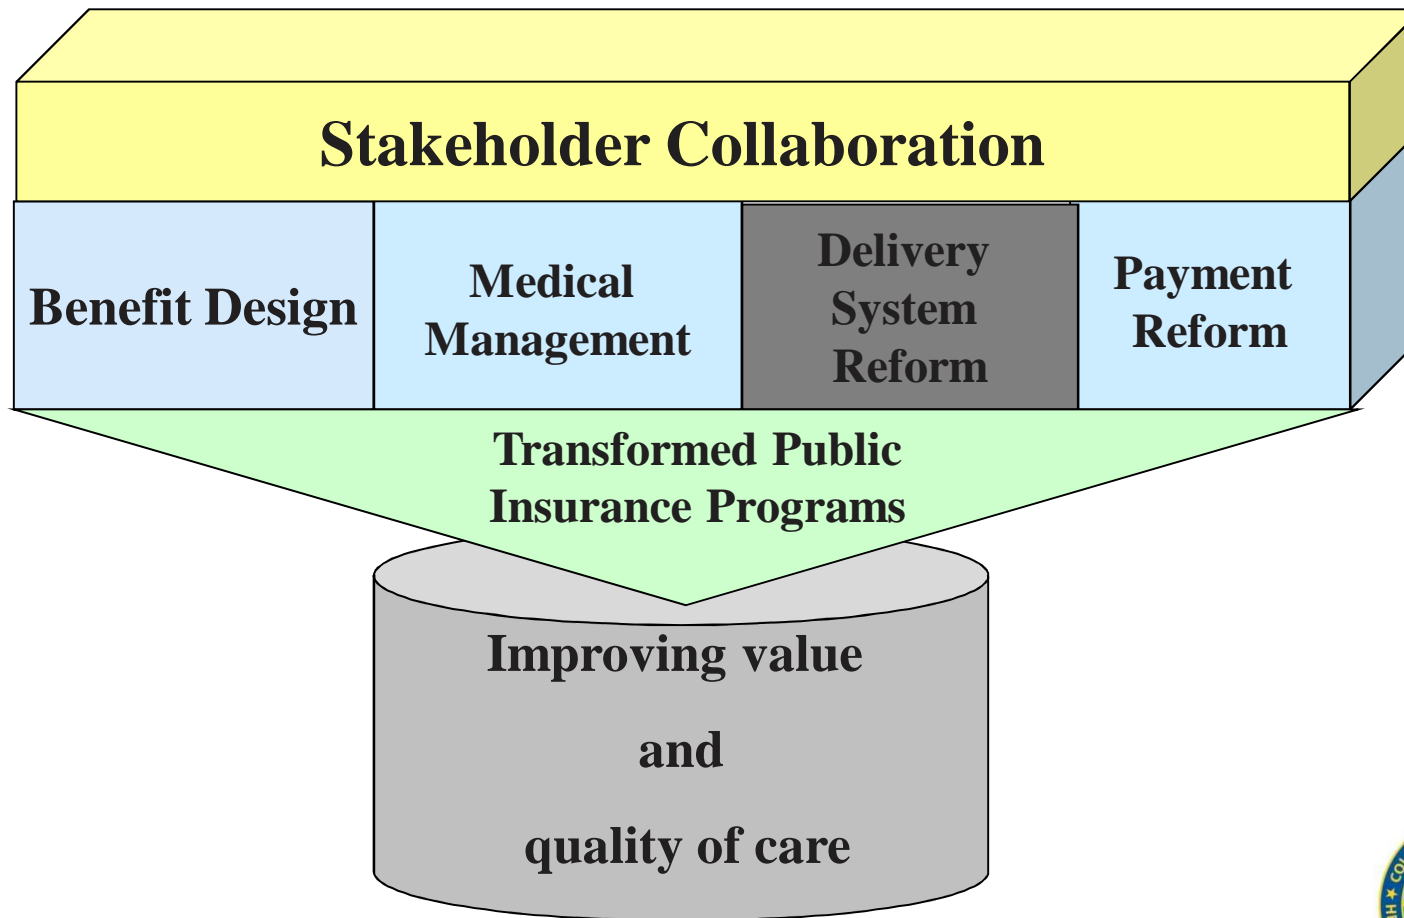 Stakeholder Collaboration
Benefit Design
Medical
Management
Delivery
System
Reform
Payment
Reform
Transformed Public
Insurance Programs
Improving value
and
quality of care